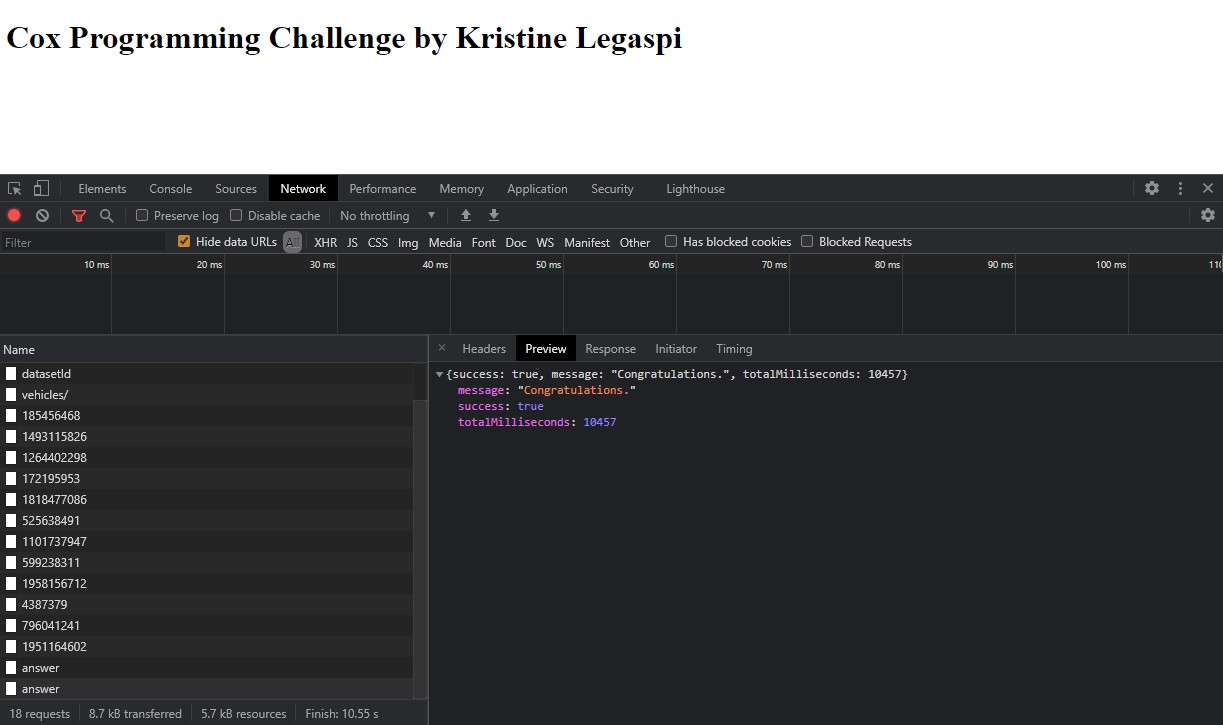 Cox Programming Challenge by Kristine Legaspi
Elements Console Sources Network Performance Memory Application Security Lighthouse
Preserve log Disable cache No throttling
Filter Hide data URLs All XHR JS CSS Img Media Font Doc WS Manifest Other Has blocked cookies Blocked Requests
10 ms 20 ms 30 ms 40 ms 50 ms 60 ms 70 ms 80 ms 90 ms 100 ms
Name
Headers Preview Response Initiator Timing
datasetId
vehicles/
185456468
1493115826
1264402298
172195953
1818477086
525638491
1101737947
599238311
1958156712
4387379
796041241
1951164602
answer
answer
{success: true, message: "Congratulations.", totalMilliseconds: 10457}
message: "Congratulations."
success: true
totalMilliseconds: 10457
18 requests 8.7 kB transferred 5.7 kB resources Finish: 10.55 s